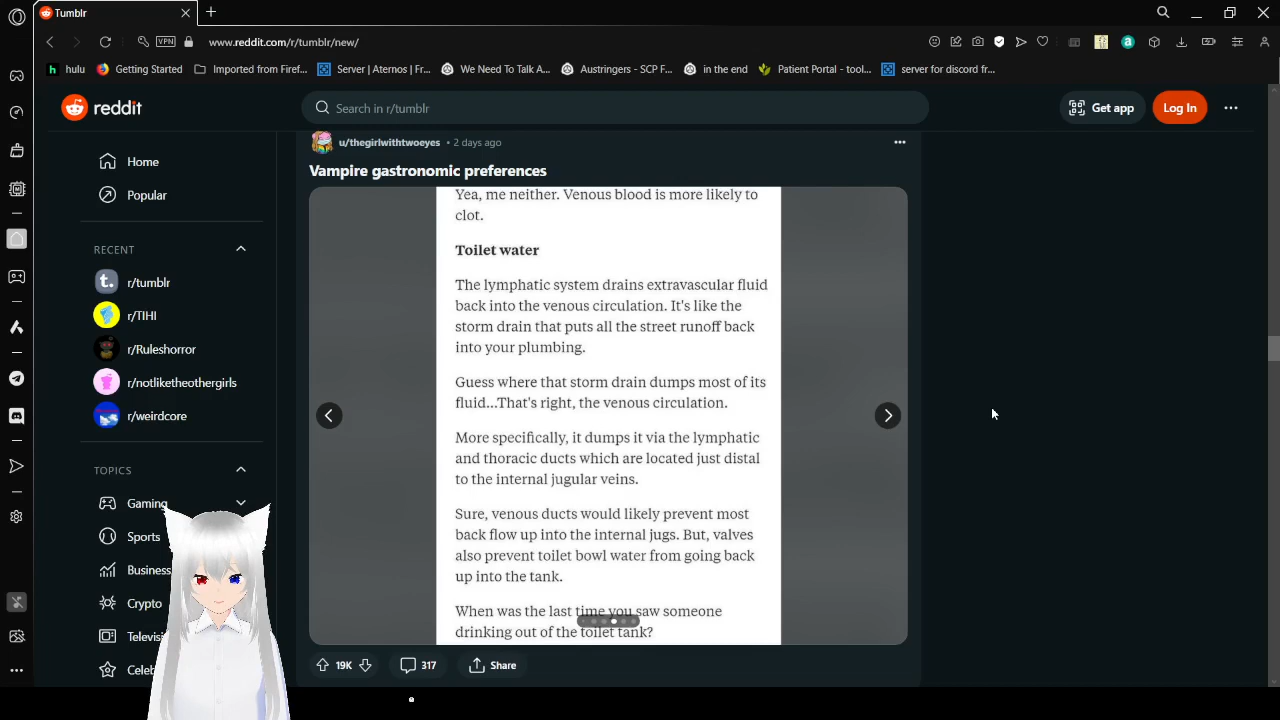 Tumblr
VPN
www.reddit.com/r/tumblr/new/
hulu
Getting Started
Imported from Firef...
Server | Aternos | Fr...
We Need To Talk A...
Austringers - SCP F...
in the end
Patient Portal - tool...
server for discord fr...
reddit
Search in r/tumblr
Get app
Log In
Home
Popular
RECENT
r/tumblr
r/TIHI
r/Ruleshorror
r/notliketheothergirls
r/weirdcore
TOPICS
Gaming
Sports
Business
Crypto
Televisi
Celeb
u/thegirlwithtwoeyes • 2 days ago
Vampire gastronomic preferences
Yea, me neither. Venous blood is more likely to
clot.
Toilet water
The lymphatic system drains extravascular fluid
back into the venous circulation. It's like the
storm drain that puts all the street runoff back
into your plumbing.
Guess where that storm drain dumps most of its
fluid...That's right, the venous circulation.
More specifically, it dumps it via the lymphatic
and thoracic ducts which are located just distal
to the internal jugular veins.
Sure, venous ducts would likely prevent most
back flow up into the internal jugs. But, valves
also prevent toilet bowl water from going back
up into the tank.
When was the last time you saw someone
drinking out of the toilet tank?
19K
317
Share